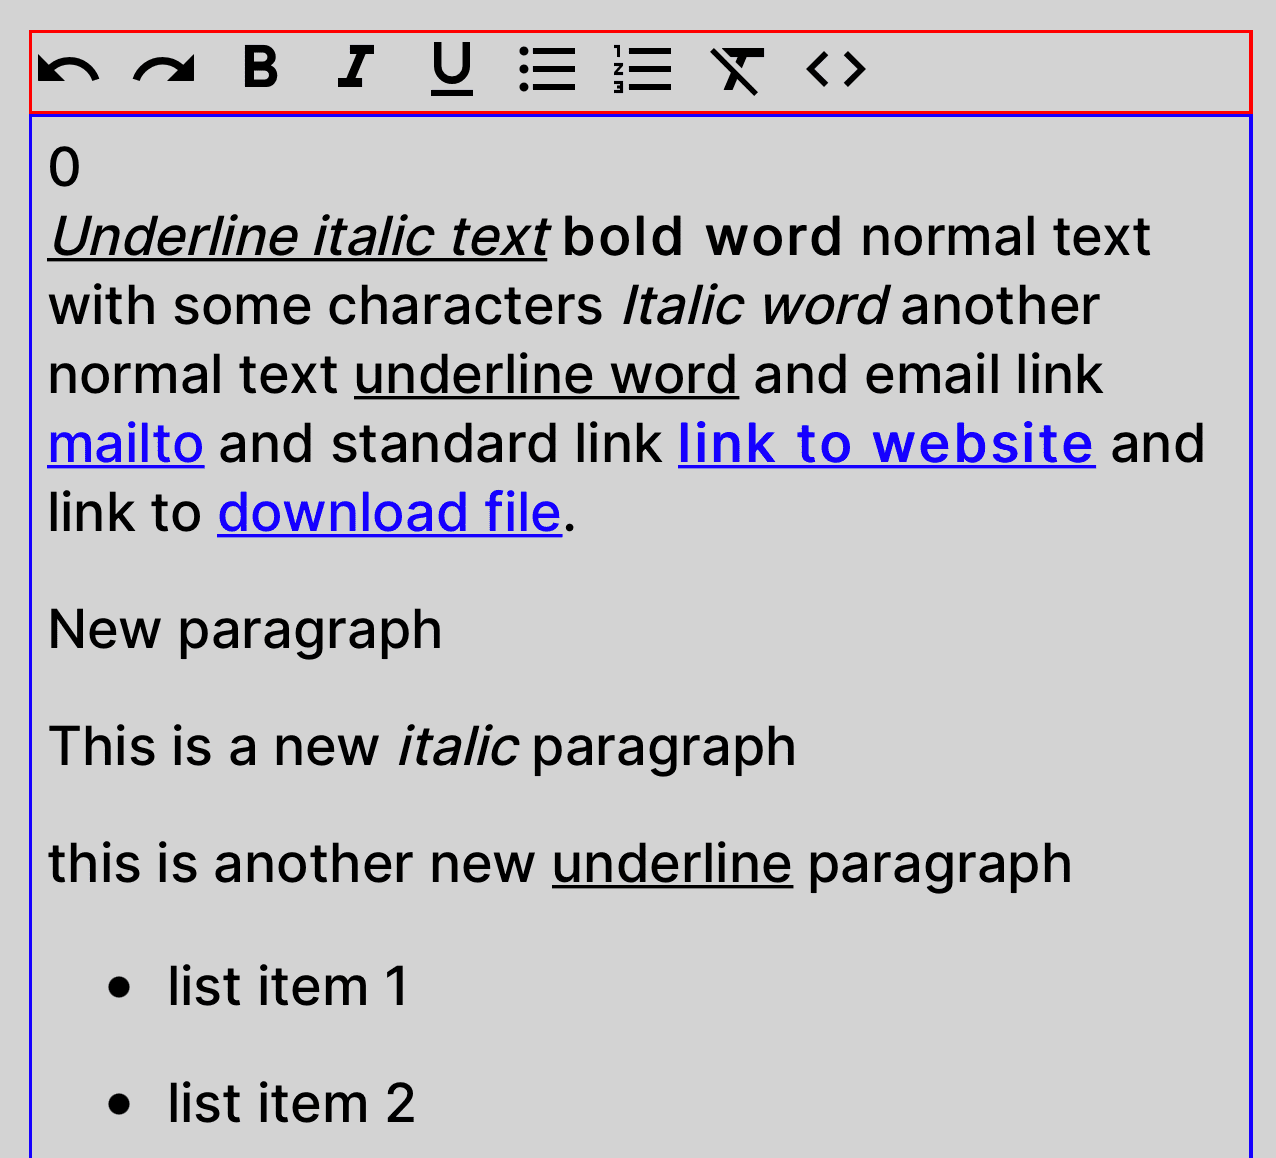 B I U
0
Underline italic text bold word normal text
with some characters Italic word another
normal text underline word and email link
mailto and standard link link to website and
link to download file.
New paragraph
This is a new italic paragraph
this is another new underline paragraph
• list item 1
• list item 2